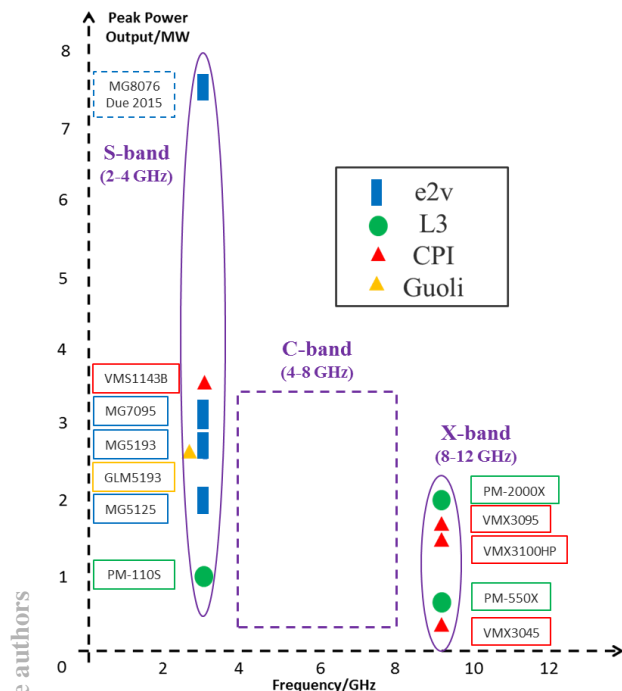 Peak Power
Output/MW
8
MG8076
Due 2015
7
S-band
(2-4 GHz)
6
e2v
L3
CPI
Guoli
5
4
C-band
(4-8 GHz)
VMS1143B
MG7095
3
X-band
(8-12 GHz)
MG5193
GLM5193
PM-2000X
2
MG5125
VMX3095
VMX3100HP
PM-110S
1
PM-550X
VMX3045
0
2
4
6
8
10
12
Frequency/GHz
e authors